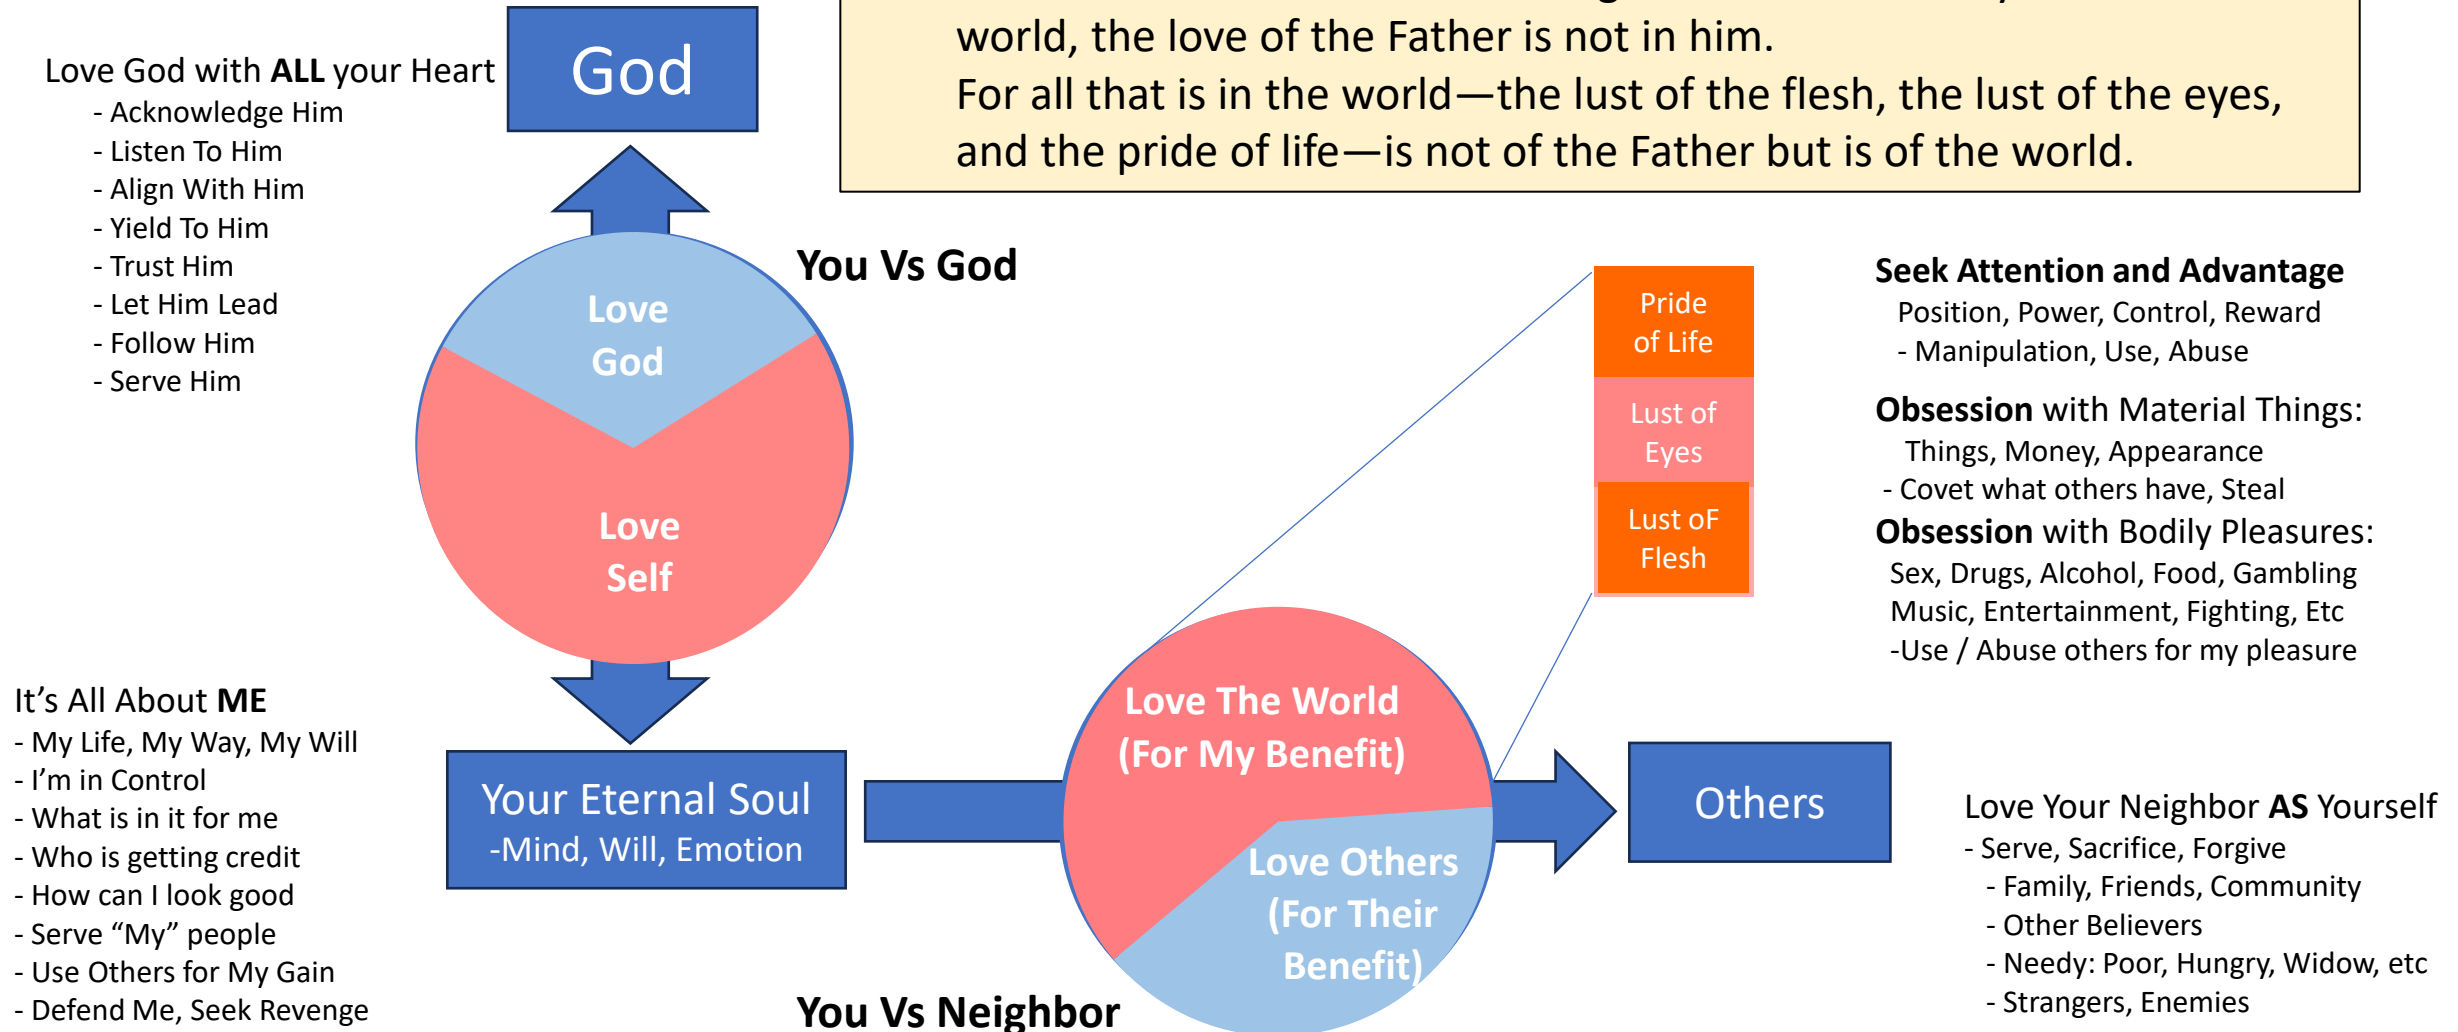 world, the love of the Father is not in him.
For all that is in the world—the lust of the flesh, the lust of the eyes,
and the pride of life—is not of the Father but is of the world.
God
Love God with ALL your Heart
- Acknowledge Him
- Listen To Him
- Align With Him
- Yield To Him
- Trust Him
- Let Him Lead
- Follow Him
- Serve Him
You Vs God
Love
God
Love
Self
Pride
of Life
Lust of
Eyes
Lust oF
Flesh
Seek Attention and Advantage
Position, Power, Control, Reward
- Manipulation, Use, Abuse
Obsession with Material Things:
Things, Money, Appearance
- Covet what others have, Steal
Obsession with Bodily Pleasures:
Sex, Drugs, Alcohol, Food, Gambling
Music, Entertainment, Fighting, Etc
-Use / Abuse others for my pleasure
It’s All About ME
- My Life, My Way, My Will
- I’m in Control
- What is in it for me
- Who is getting credit
- How can I look good
- Serve “My” people
- Use Others for My Gain
- Defend Me, Seek Revenge
Your Eternal Soul
-Mind, Will, Emotion
Love The World
(For My Benefit)
Love Others
(For Their
Benefit)
You Vs Neighbor
Others
Love Your Neighbor AS Yourself
- Serve, Sacrifice, Forgive
- Family, Friends, Community
- Other Believers
- Needy: Poor, Hungry, Widow, etc
- Strangers, Enemies